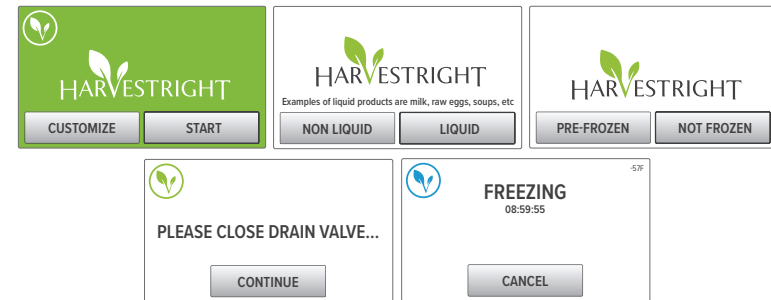 HARVESTRIGHT
CUSTOMIZE
START
HARVESTRIGHT
Examples of liquid products are milk, raw eggs, soups, etc
NON LIQUID
LIQUID
HARVESTRIGHT
PRE-FROZEN
NOT FROZEN
PLEASE CLOSE DRAIN VALVE...
CONTINUE
-57F
FREEZING
08:59:55
CANCEL